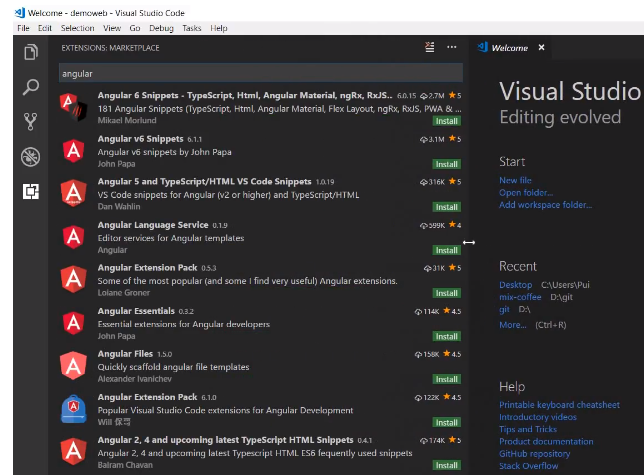 Welcome - demoweb - Visual Studio Code
File Edit Selection View Go Debug Tasks Help
EXTENSIONS: MARKETPLACE
angular
Angular 6 Snippets - TypeScript, Html, Angular Material, ngRx, RxJS.. 6.0.15 2.7M 5
181 Angular Snippets (TypeScript, Html, Angular Material, Flex Layout, ngRx, RxJS, PWA & ...
Mikael Morlund Install
Angular v6 Snippets 6.1.1 3.1M 5
Angular v6 snippets by John Papa
John Papa Install
Angular 5 and TypeScript/HTML VS Code Snippets 1.0.19 316K 5
VS Code snippets for Angular (v2 or higher) and TypeScript/HTML
Dan Wahlin Install
Angular Language Service 0.1.9 599K 4
Editor services for Angular templates
Angular Install
Angular Extension Pack 0.5.3 31K 5
Some of the most popular (and some I find very useful) Angular extensions.
Loiane Groner Install
Angular Essentials 0.3.2 114K 4.5
Essential extensions for Angular developers
John Papa Install
Angular Files 1.5.0 158K 4.5
Quickly scaffold angular file templates
Alexander Ivanichev Install
Angular Extension Pack 6.1.0 122K 4.5
Popular Visual Studio Code extensions for Angular Development
Will 保哥 Install
Angular 2, 4 and upcoming latest TypeScript HTML Snippets 0.4.1 174K 5
Angular 2, 4 and upcoming latest Typescript HTML ES6 fequently used snippets
Balram Chavan Install
Welcome
Visual Studio
Editing evolved
Start
New file
Open folder...
Add workspace folder...
Recent
Desktop C:\Users\Pui
mix-coffee D:\git
git D:\
More... (Ctrl+R)
Help
Printable keyboard cheatsheet
Introductory videos
Tips and Tricks
Product documentation
GitHub repository
Stack Overflow